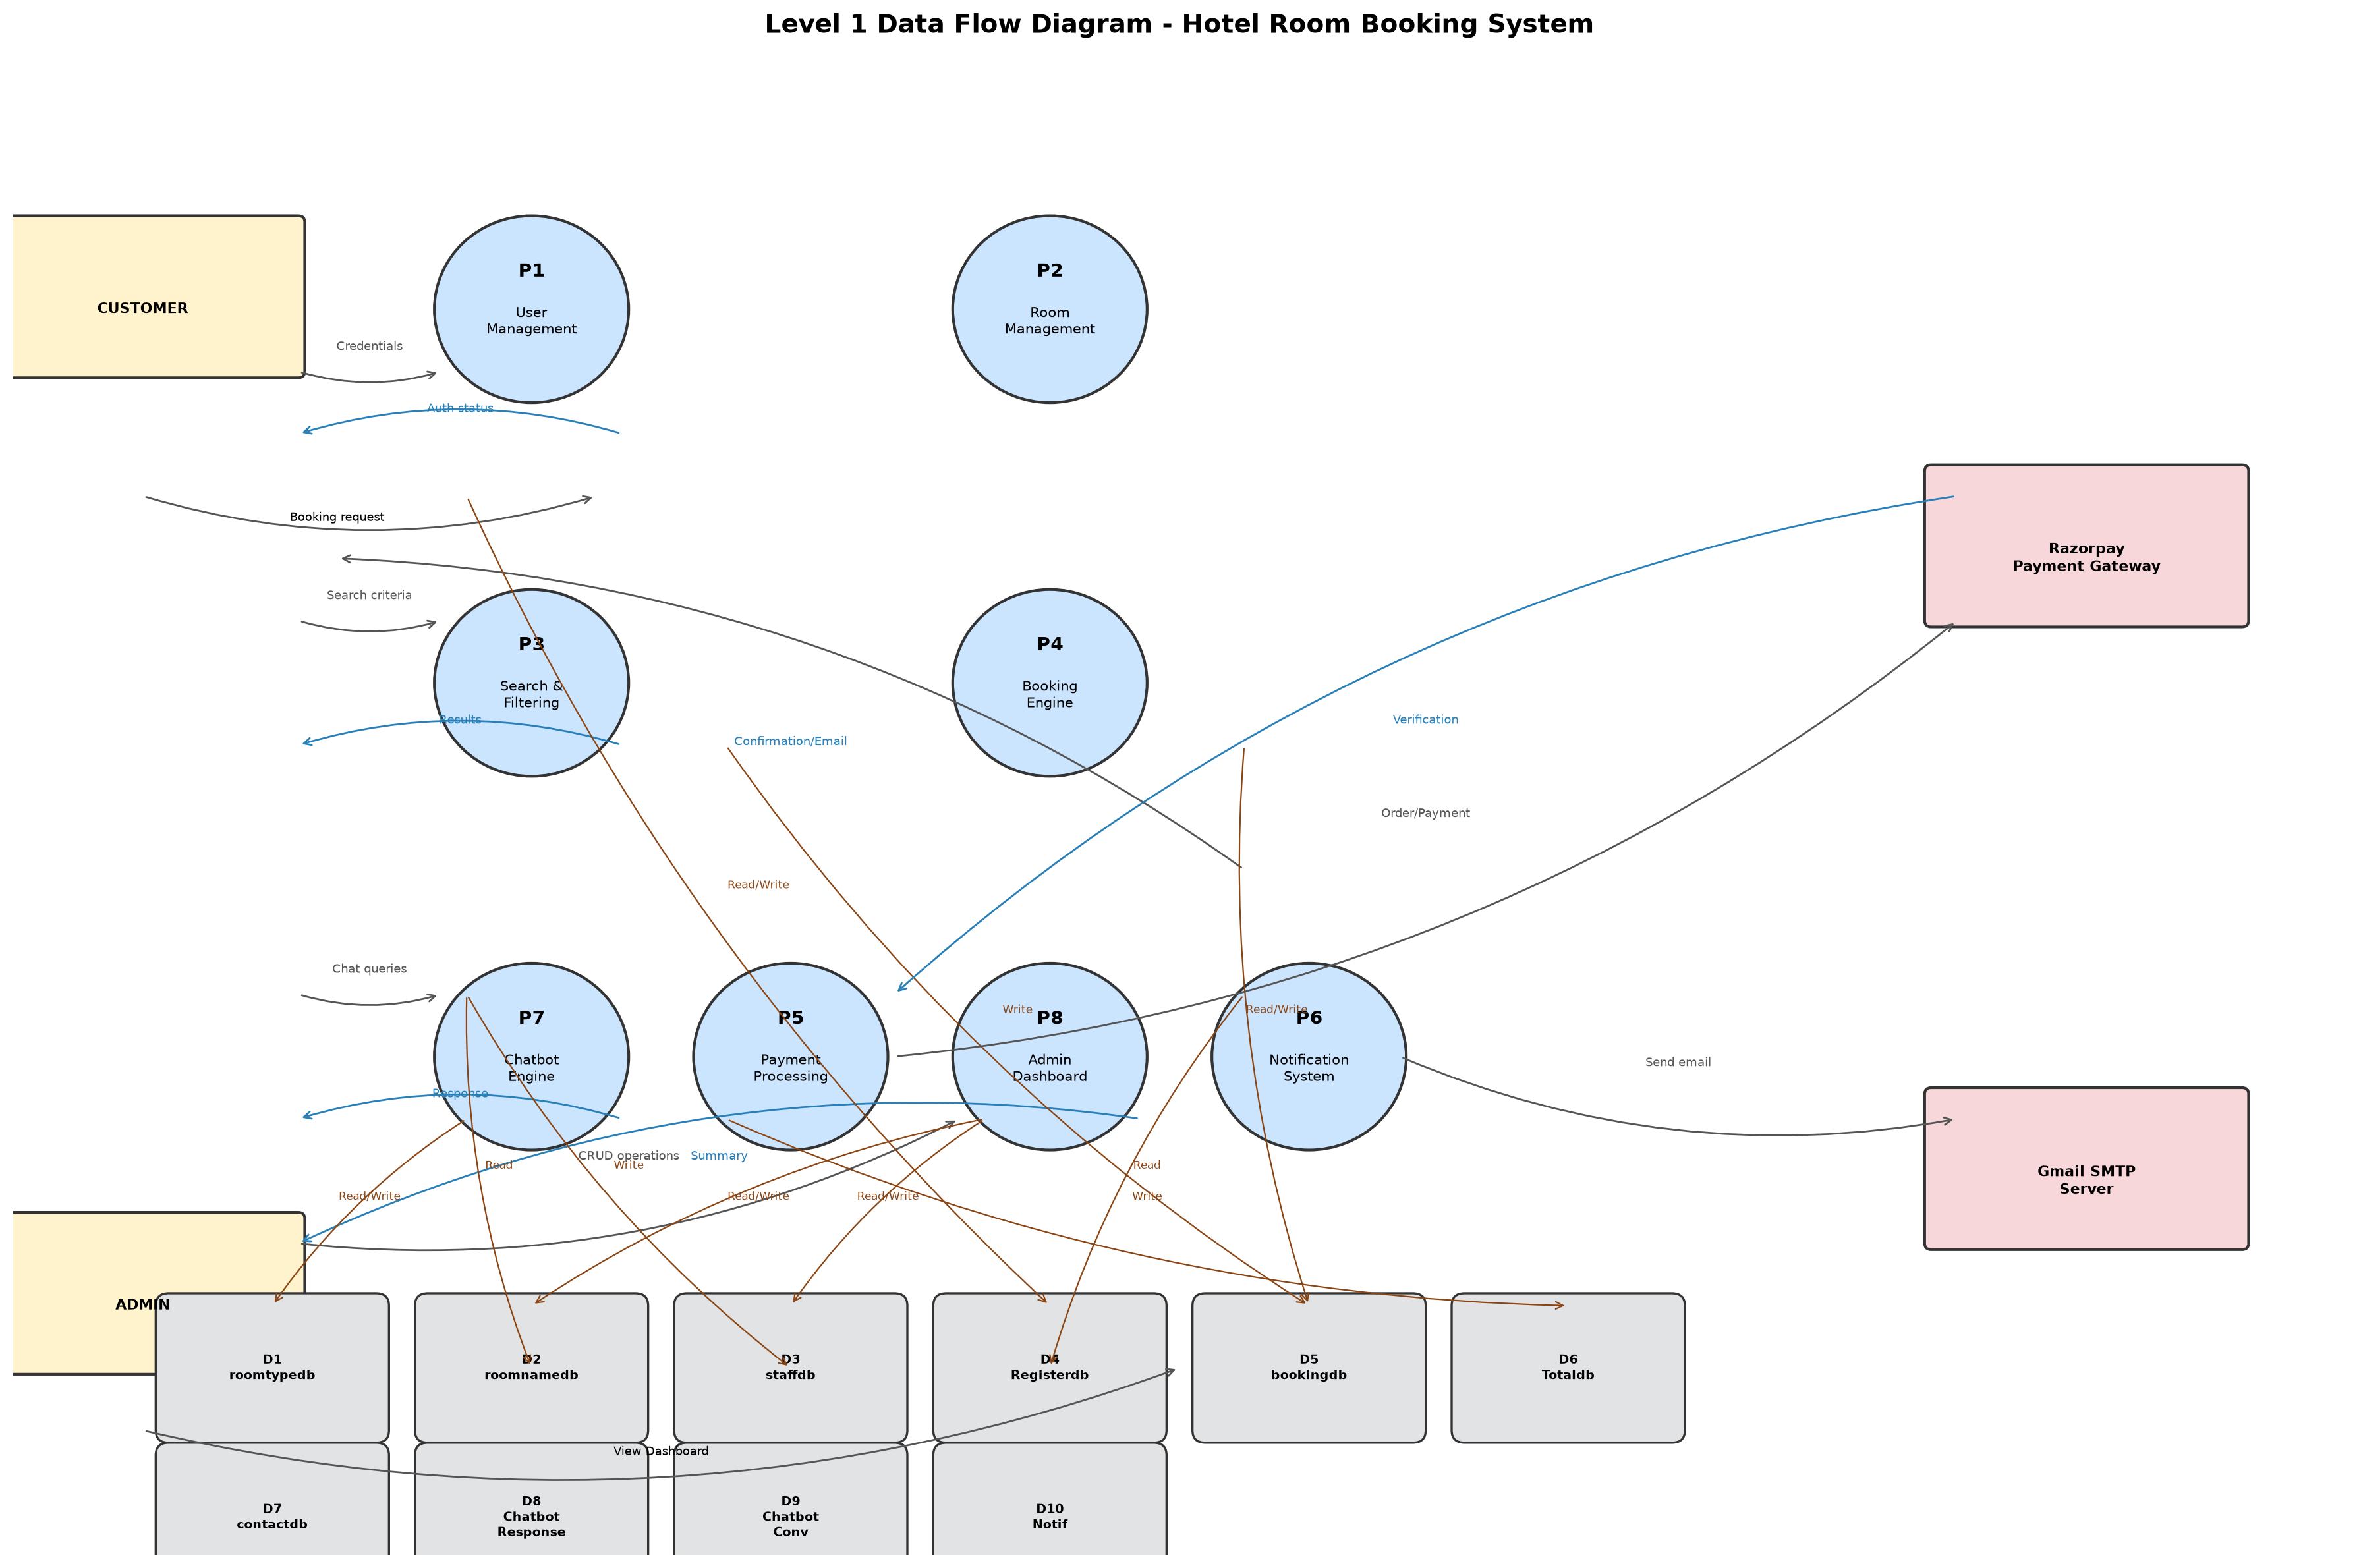 Level 1 Data Flow Diagram - Hotel Room Booking System
CUSTOMER
P1
User
Management
P2
Room
Management
Credentials
Auth status
Booking request
Razorpay
Payment Gateway
Search criteria
P3
Search &
Filtering
P4
Booking
Engine
Results
Confirmation/Email
Verification
Order/Payment
Read/Write
Chat queries
P7
Chatbot
Engine
P5
Payment
Processing
Write
P8
Admin
Dashboard
Read/Write
P6
Notification
System
Send email
Response
CRUD operations
Summary
Read
Write
Read
Read/Write
Read/Write
Read/Write
Write
Gmail SMTP
Server
ADMIN
D1
roomtypedb
D2
roomnamedb
D3
staffdb
D4
Registerdb
D5
bookingdb
D6
Totaldb
View Dashboard
D7
contactdb
D8
Chatbot
Response
D9
Chatbot
Conv
D10
Notif